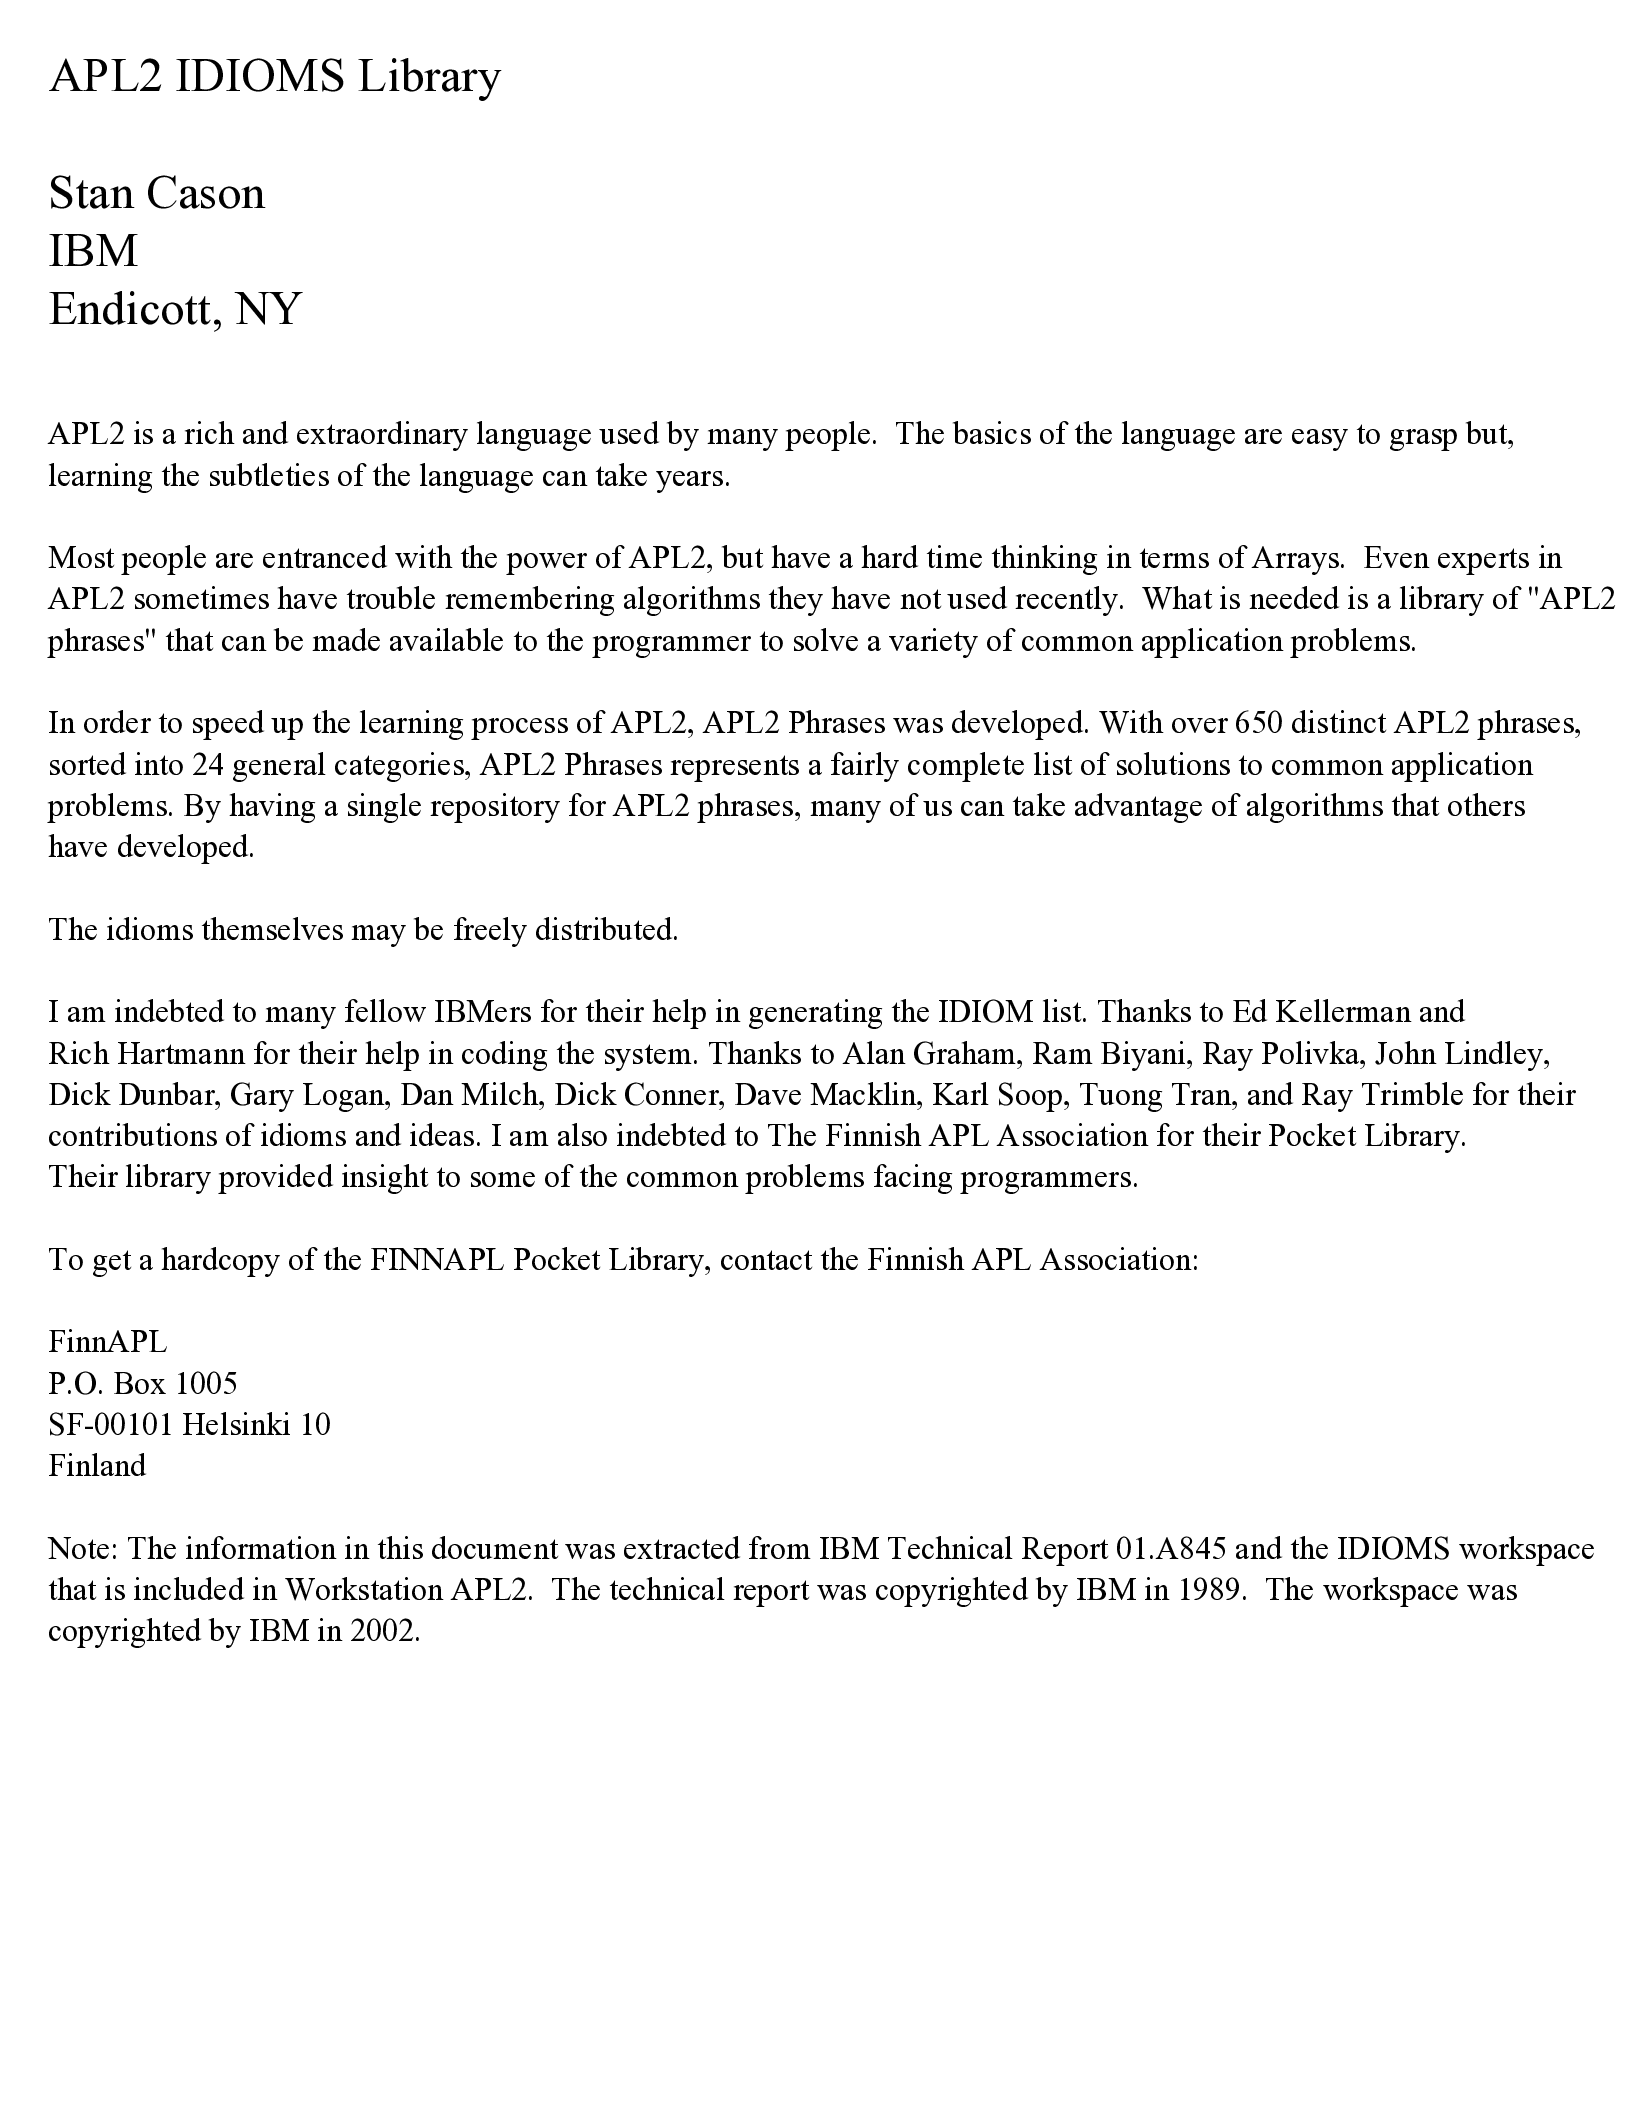 APL2 IDIOMS Library
Stan Cason
IBM
Endicott, NY
APL2 is a rich and extraordinary language used by many people.  The basics of the language are easy to grasp but,
learning the subtleties of the language can take years.
Most people are entranced with the power of APL2, but have a hard time thinking in terms of Arrays.  Even experts in
APL2 sometimes have trouble remembering algorithms they have not used recently.  What is needed is a library of "APL2
phrases" that can be made available to the programmer to solve a variety of common application problems.
In order to speed up the learning process of APL2, APL2 Phrases was developed. With over 650 distinct APL2 phrases,
sorted into 24 general categories, APL2 Phrases represents a fairly complete list of solutions to common application
problems. By having a single repository for APL2 phrases, many of us can take advantage of algorithms that others
have developed.
The idioms themselves may be freely distributed.
I am indebted to many fellow IBMers for their help in generating the IDIOM list. Thanks to Ed Kellerman and
Rich Hartmann for their help in coding the system. Thanks to Alan Graham, Ram Biyani, Ray Polivka, John Lindley,
Dick Dunbar, Gary Logan, Dan Milch, Dick Conner, Dave Macklin, Karl Soop, Tuong Tran, and Ray Trimble for their
contributions of idioms and ideas. I am also indebted to The Finnish APL Association for their Pocket Library.
Their library provided insight to some of the common problems facing programmers.
To get a hardcopy of the FINNAPL Pocket Library, contact the Finnish APL Association:
FinnAPL
P.O. Box 1005
SF-00101 Helsinki 10
Finland
Note: The information in this document was extracted from IBM Technical Report 01.A845 and the IDIOMS workspace
that is included in Workstation APL2.  The technical report was copyrighted by IBM in 1989.  The workspace was
copyrighted by IBM in 2002.